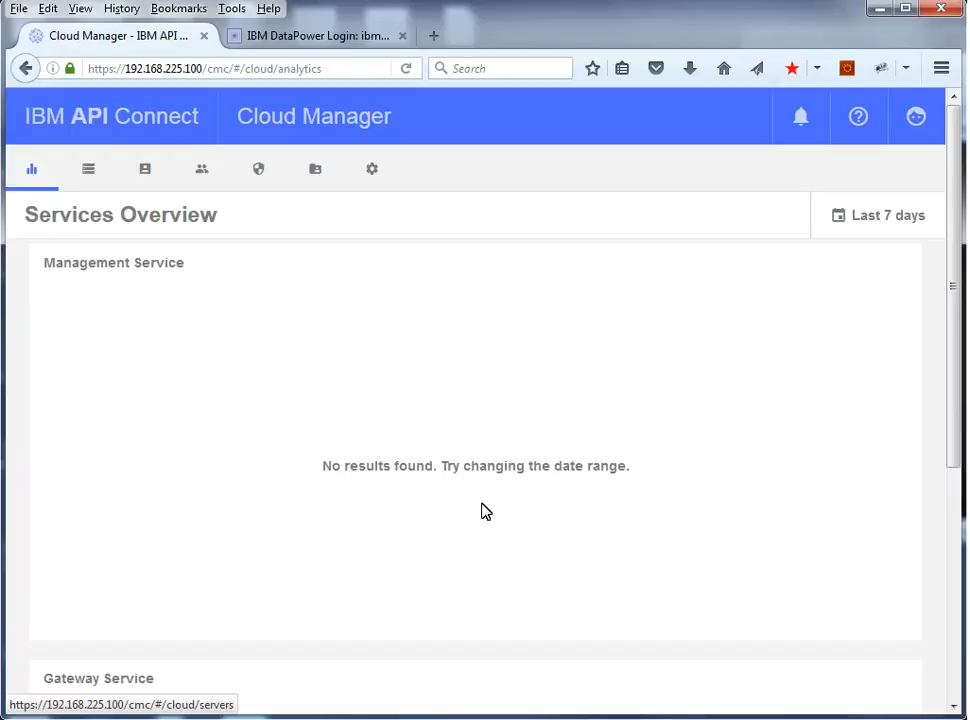 File Edit View History Bookmarks Tools Help
Cloud Manager - IBM API ... × IBM DataPower Login: ibm... × +
https://192.168.225.100/cmc/#/cloud/analytics Search
IBM API Connect Cloud Manager
Services Overview Last 7 days
Management Service
No results found. Try changing the date range.
Gateway Service
https://192.168.225.100/cmc/#/cloud/servers